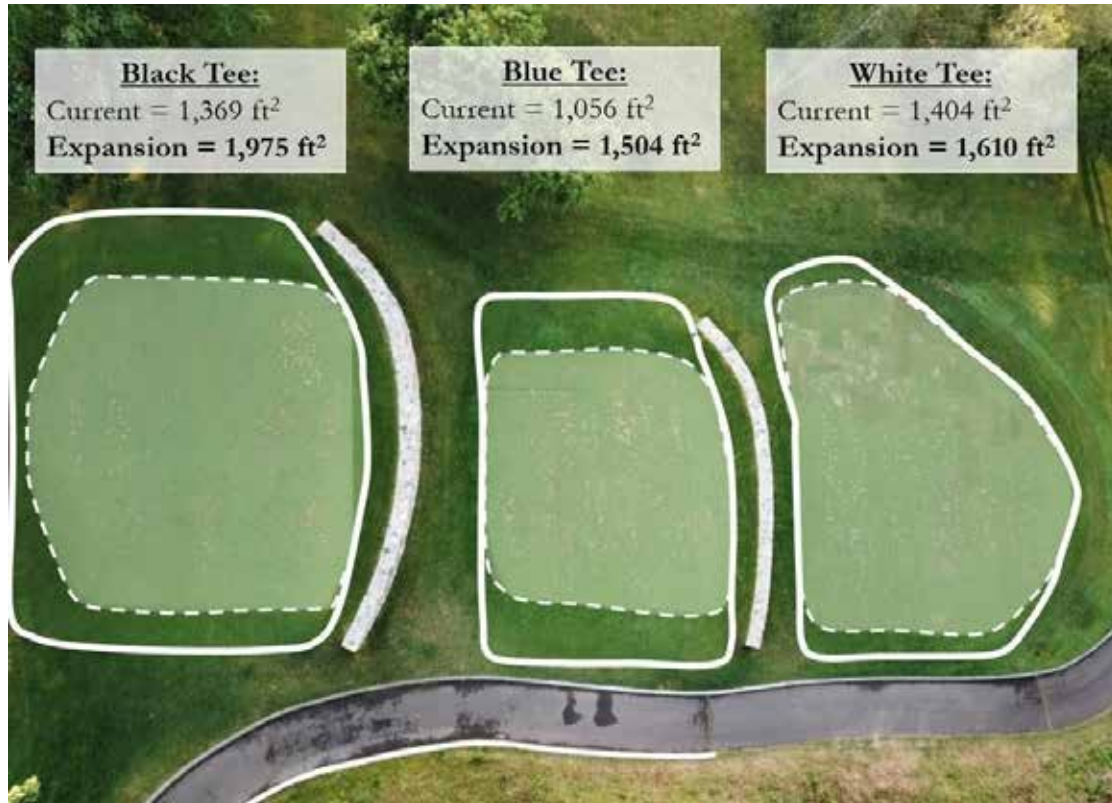 Black Tee:
Current = 1,369 ft²
Expansion = 1,975 ft²
Blue Tee:
Current = 1,056 ft²
Expansion = 1,504 ft²
White Tee:
Current = 1,404 ft²
Expansion = 1,610 ft²